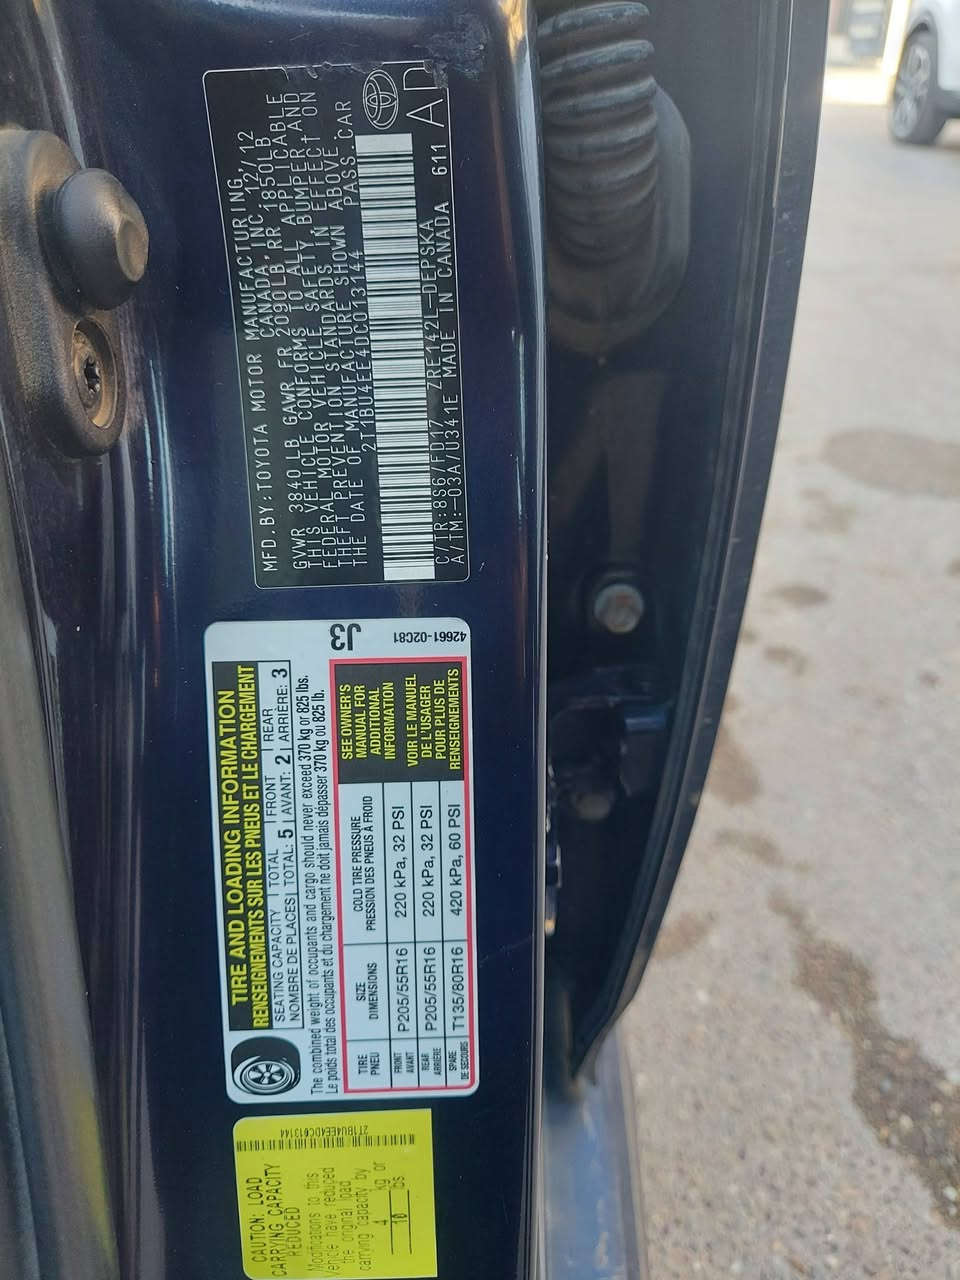 MFD.BY:TOYOTA MOTOR MANUFACTURING
CANADA,INC. 12/12
GVWR 3840 LB GAWR FR 2090LB,RR 1850LB
THIS VEHICLE CONFORMS TO ALL APPLICABLE
FEDERAL MOTOR VEHICLE SAFETY, BUMPER, AND
THEFT PREVENTION STANDARDS IN EFFECT ON
THE DATE OF MANUFACTURE SHOWN ABOVE.
2T1BU4EE4DC013144 PASS.CAR
C/TR:8S6/FD17 ZRE142L-DEPSKA
A/TM:-03A/U341E MADE IN CANADA 611
TIRE AND LOADING INFORMATION
RENSEIGNEMENTS SUR LES PNEUS ET LE CHARGEMENT
SEATING CAPACITY TOTAL FRONT REAR
NOMBRE DE PLACES TOTAL: 5 AVANT: 2 ARRIÈRE: 3
The combined weight of occupants and cargo should never exceed 370 kg or 825 lbs.
Le poids total des occupants et du chargement ne doit jamais dépasser 370 kg ou 825 lb.
TIRE SIZE COLD TIRE PRESSURE
PNEU DIMENSIONS PRESSION DES PNEUS À FROID
FRONT
AVANT P205/55R16 220 kPa, 32 PSI
REAR
ARRIÈRE P205/55R16 220 kPa, 32 PSI
SPARE
DE SECOURS T135/80R16 420 kPa, 60 PSI
SEE OWNER'S
MANUAL FOR
ADDITIONAL
INFORMATION
VOIR LE MANUEL
DE L'USAGER
POUR PLUS DE
RENSEIGNEMENTS
J3
42661-02C81
2T1BU4EE4DC013144
CAUTION: LOAD
CARRYING CAPACITY
REDUCED
Modifications to this
Vehicle have reduced
the original load
carrying capacity by
4 kg or
10 lbs